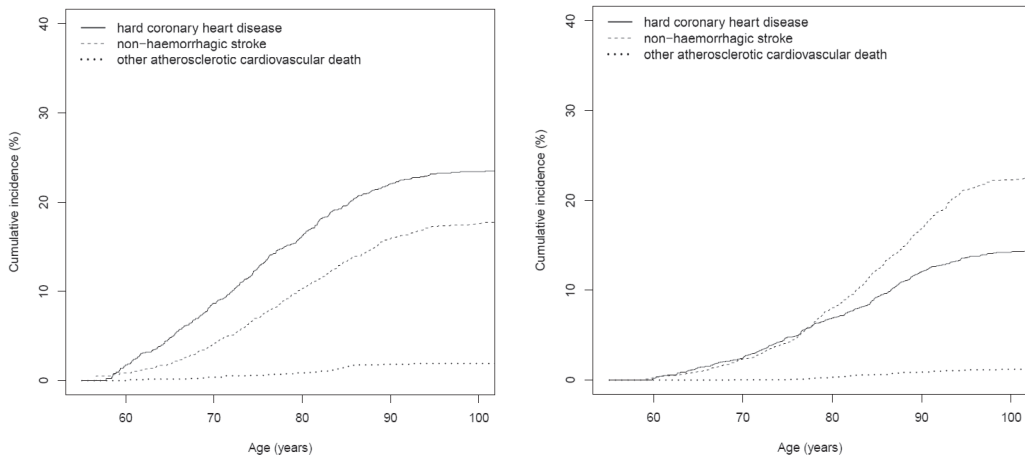 40
30
20
10
0
Cumulative incidence (%)
hard coronary heart disease
non−haemorrhagic stroke
other atherosclerotic cardiovascular death
60 70 80 90 100
Age (years)
40
30
20
10
0
Cumulative incidence (%)
hard coronary heart disease
non−haemorrhagic stroke
other atherosclerotic cardiovascular death
60 70 80 90 100
Age (years)